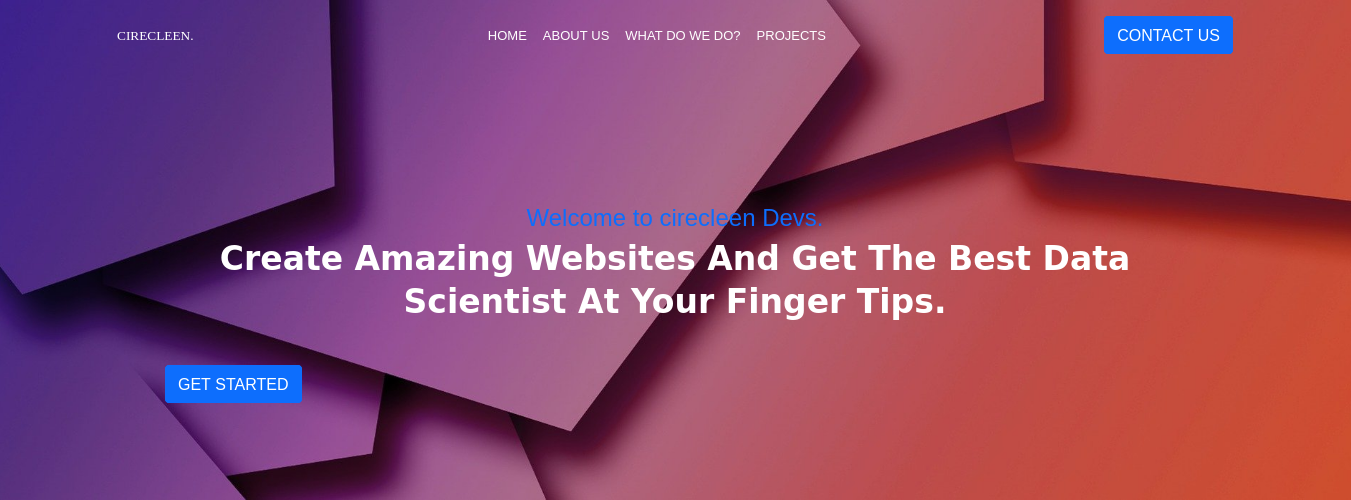 CIRECLEEN.
HOME ABOUT US WHAT DO WE DO? PROJECTS
CONTACT US
Welcome to cirecleen Devs.
Create Amazing Websites And Get The Best Data
Scientist At Your Finger Tips.
GET STARTED